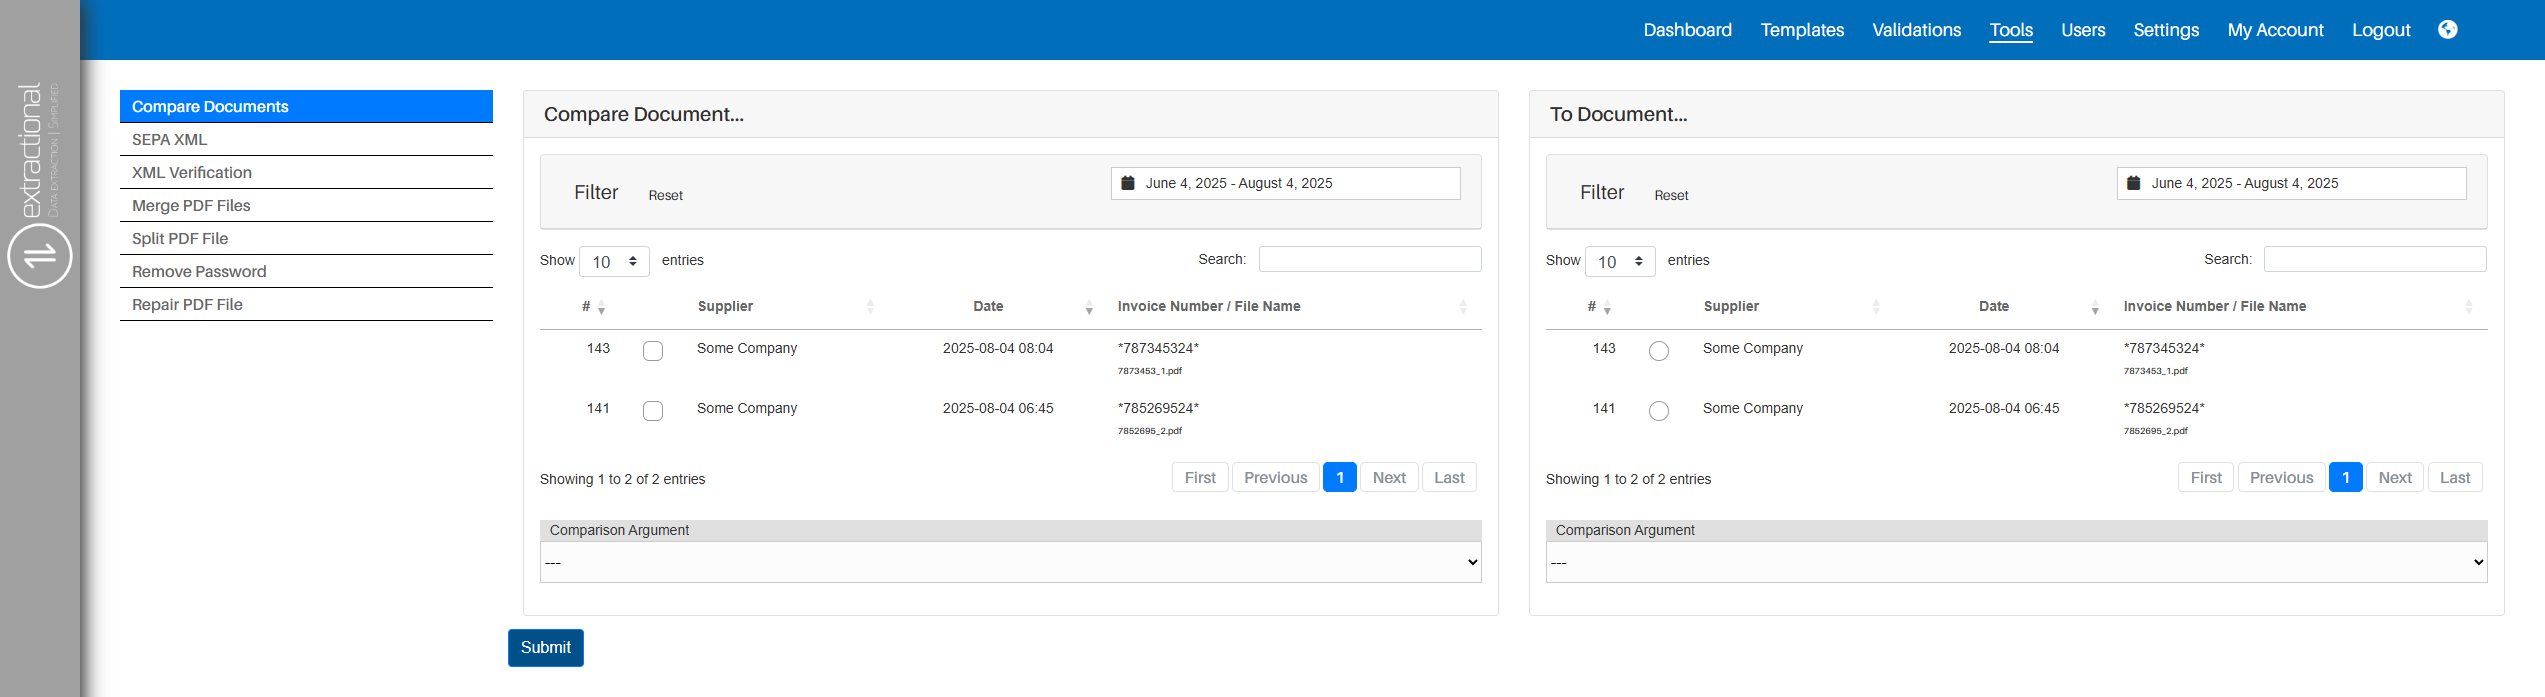 Dashboard Templates Validations Tools Users Settings My Account Logout
extractional
DATA EXTRACTION | SIMPLIFIED
Compare Documents
SEPA XML
XML Verification
Merge PDF Files
Split PDF File
Remove Password
Repair PDF File
Compare Document...
Filter Reset June 4, 2025 - August 4, 2025
Show 10 entries Search:
# Supplier Date Invoice Number / File Name
143 Some Company 2025-08-04 08:04 *787345324*
7873453_1.pdf
141 Some Company 2025-08-04 06:45 *785269524*
7852695_2.pdf
Showing 1 to 2 of 2 entries First Previous 1 Next Last
Comparison Argument
---
To Document...
Filter Reset June 4, 2025 - August 4, 2025
Show 10 entries Search:
# Supplier Date Invoice Number / File Name
143 Some Company 2025-08-04 08:04 *787345324*
7873453_1.pdf
141 Some Company 2025-08-04 06:45 *785269524*
7852695_2.pdf
Showing 1 to 2 of 2 entries First Previous 1 Next Last
Comparison Argument
---
Submit